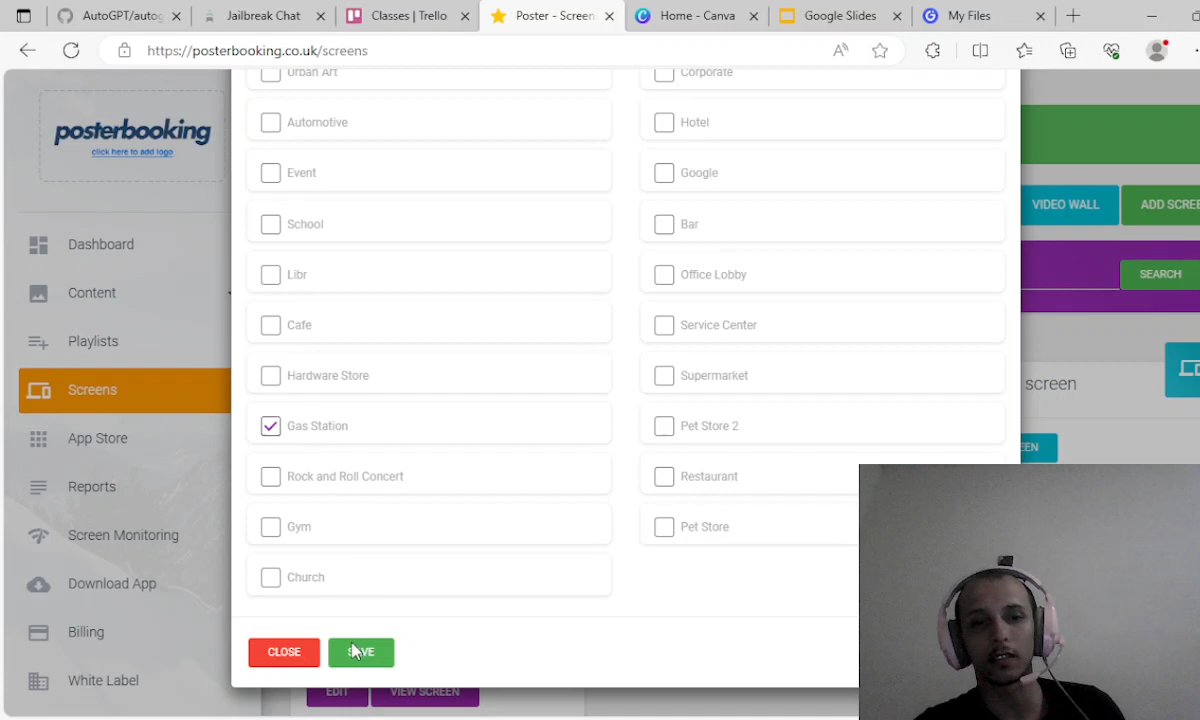 AutoGPT/autog
Jailbreak Chat
Classes | Trello
Poster - Screen
Home - Canva
Google Slides
My Files
https://posterbooking.co.uk/screens
posterbooking
click here to add logo
Dashboard
Content
Playlists
Screens
App Store
Reports
Screen Monitoring
Download App
Billing
White Label
Urban Art
Corporate
Automotive
Hotel
Event
Google
School
Bar
Libr
Office Lobby
Cafe
Service Center
Hardware Store
Supermarket
Gas Station
Pet Store 2
Rock and Roll Concert
Restaurant
Gym
Pet Store
Church
CLOSE
SAVE
EDIT
VIEW SCREEN
VIDEO WALL
ADD SCREE
SEARCH
screen
EEN